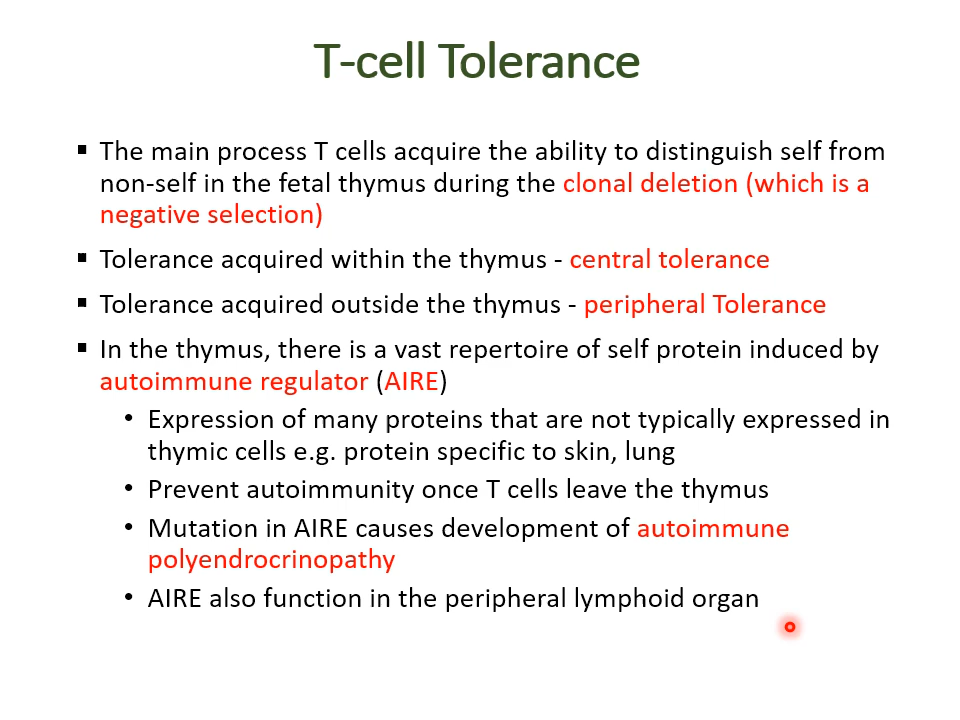 T-cell Tolerance
▪ The main process T cells acquire the ability to distinguish self from
non-self in the fetal thymus during the clonal deletion (which is a
negative selection)
▪ Tolerance acquired within the thymus - central tolerance
▪ Tolerance acquired outside the thymus - peripheral Tolerance
▪ In the thymus, there is a vast repertoire of self protein induced by
autoimmune regulator (AIRE)
• Expression of many proteins that are not typically expressed in
thymic cells e.g. protein specific to skin, lung
• Prevent autoimmunity once T cells leave the thymus
• Mutation in AIRE causes development of autoimmune
polyendocrinopathy
• AIRE also function in the peripheral lymphoid organ